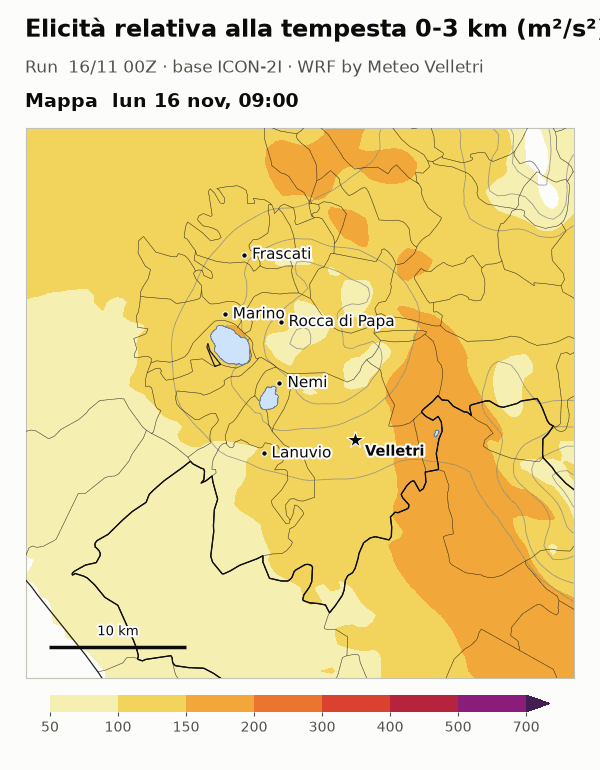 Elicità relativa alla tempesta 0-3 km (m²/s²)
Run  16/11 00Z · base ICON-2I · WRF by Meteo Velletri
Mappa  lun 16 nov, 09:00
Frascati
Marino
Rocca di Papa
Nemi
Velletri
Lanuvio
10 km
50 100 150 200 300 400 500 700